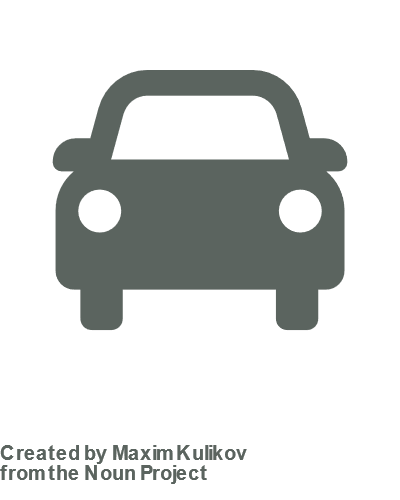 Created by Maxim Kulikov
from the Noun Project